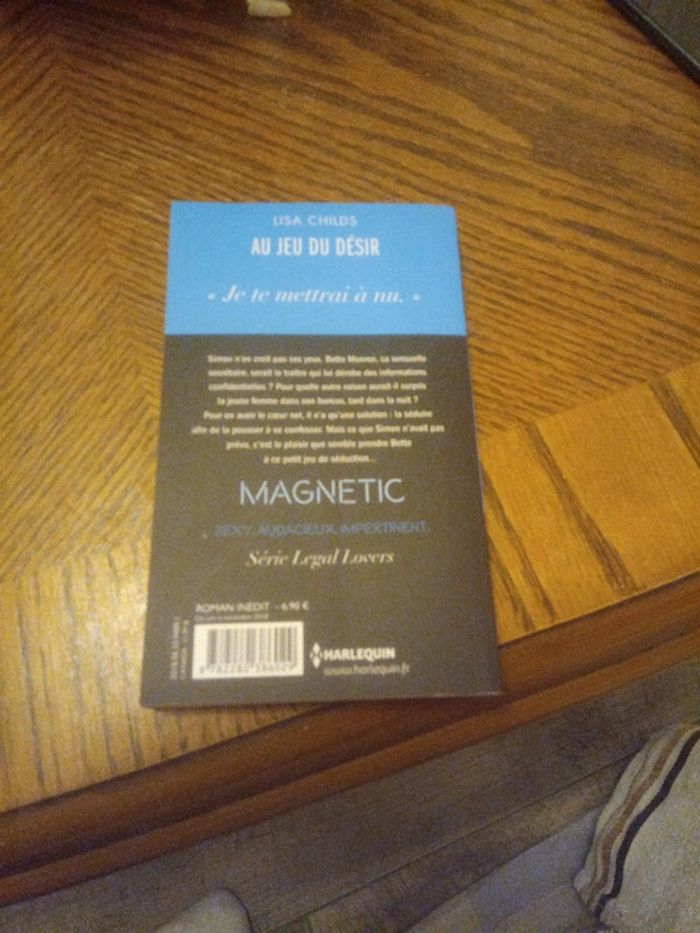 LISA CHILDS
AU JEU DU DÉSIR
« Je te mettrai à nu. »
Simon n'en croit pas ses yeux. Bette Monroe, sa sensuelle
secrétaire, serait le traître qui lui dérobe des informations
confidentielles ? Pour quelle autre raison aurait-il surpris
la jeune femme dans son bureau, tard dans la nuit ?
Pour en avoir le cœur net, il n'a qu'une solution : la séduire
afin de la pousser à se confesser. Mais ce que Simon n'avait pas
prévu, c'est le plaisir que semble prendre Bette
à ce petit jeu de séduction...
MAGNETIC
SEXY. AUDACIEUX. IMPERTINENT.
Série Legal Lovers
ROMAN INÉDIT - 6,90 €
HARLEQUIN
www.harlequin.fr
9 782280 386029